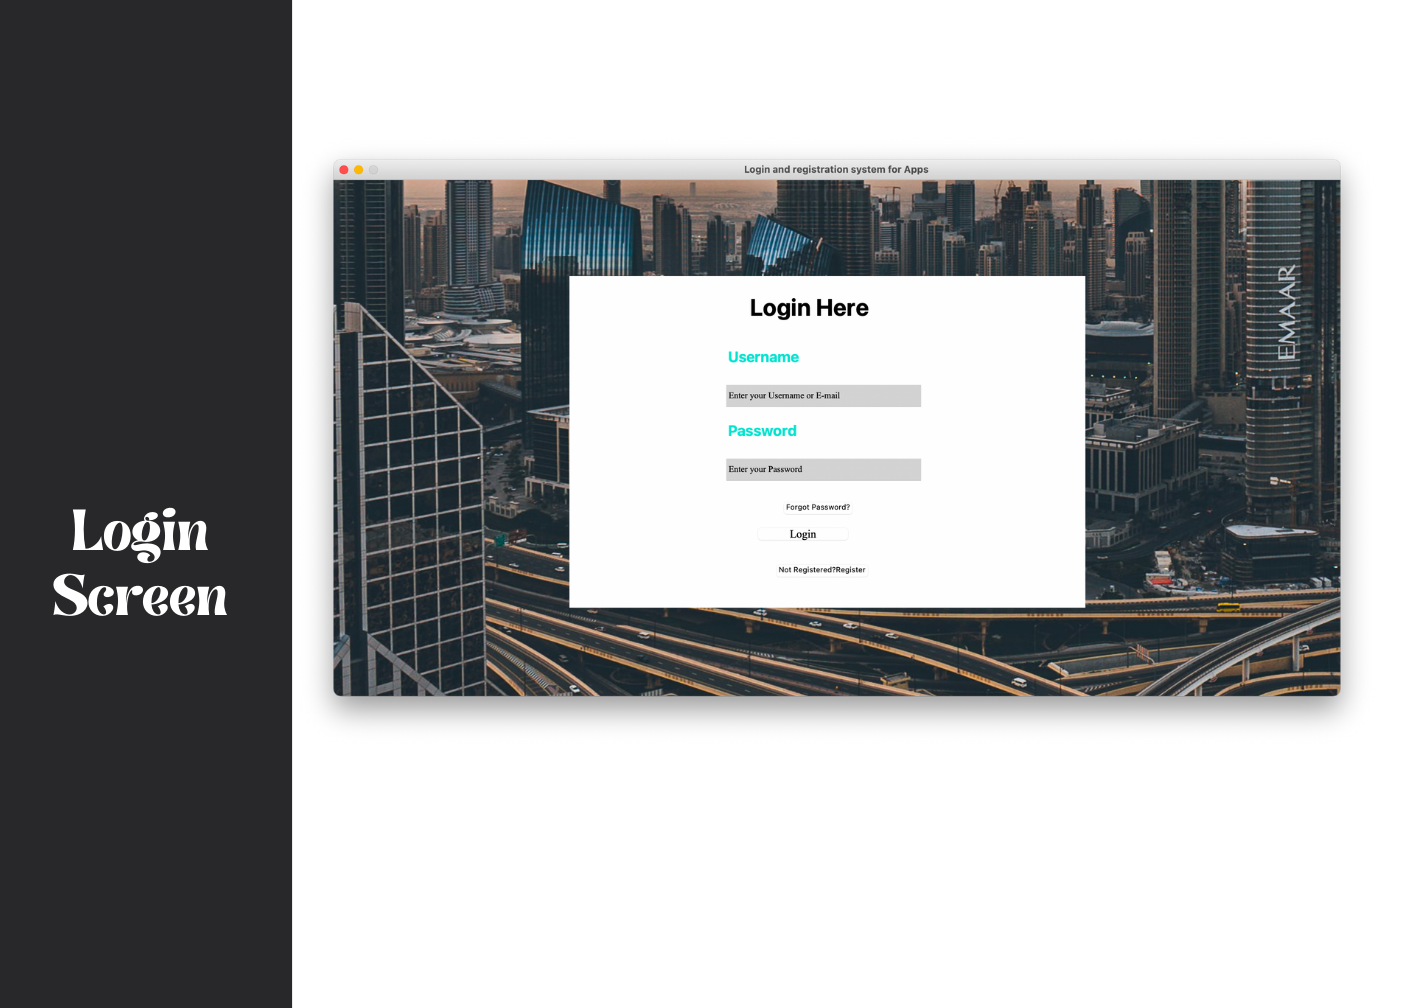 Login
Screen
Login and registration system for Apps
EMAAR
Login Here
Username
Enter your Username or E-mail
Password
Enter your Password
Forgot Password?
Login
Not Registered?Register